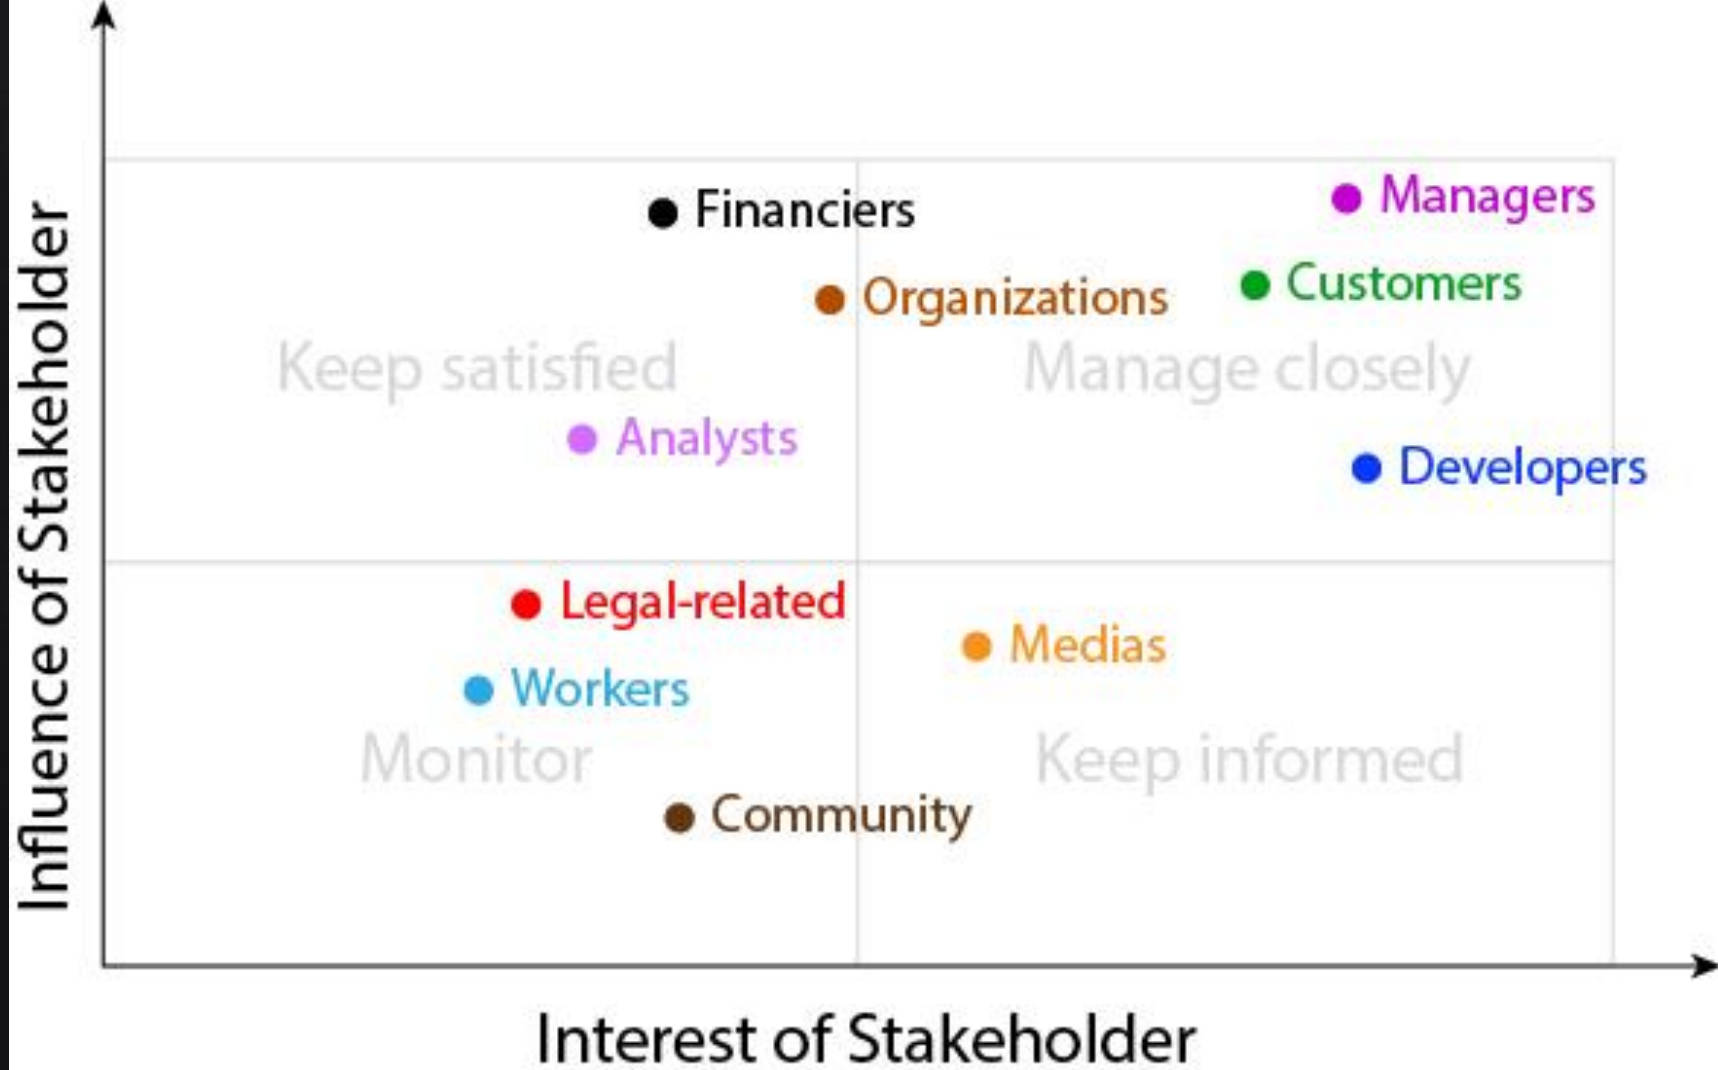 Influence of Stakeholder
Managers
Financiers
Customers
Organizations
Keep satisfied
Manage closely
Analysts
Developers
Legal-related
Medias
Workers
Monitor
Keep informed
Community
Interest of Stakeholder